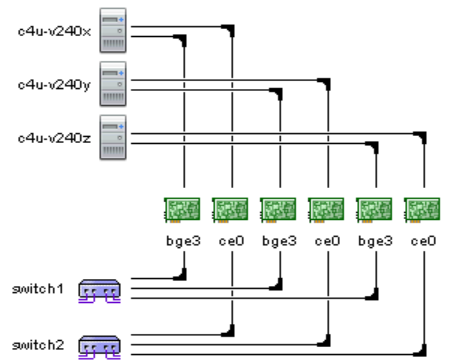 c4u-v240x
c4u-v240y
c4u-v240z
bge3 ce0 bge3 ce0 bge3 ce0
switch1
switch2